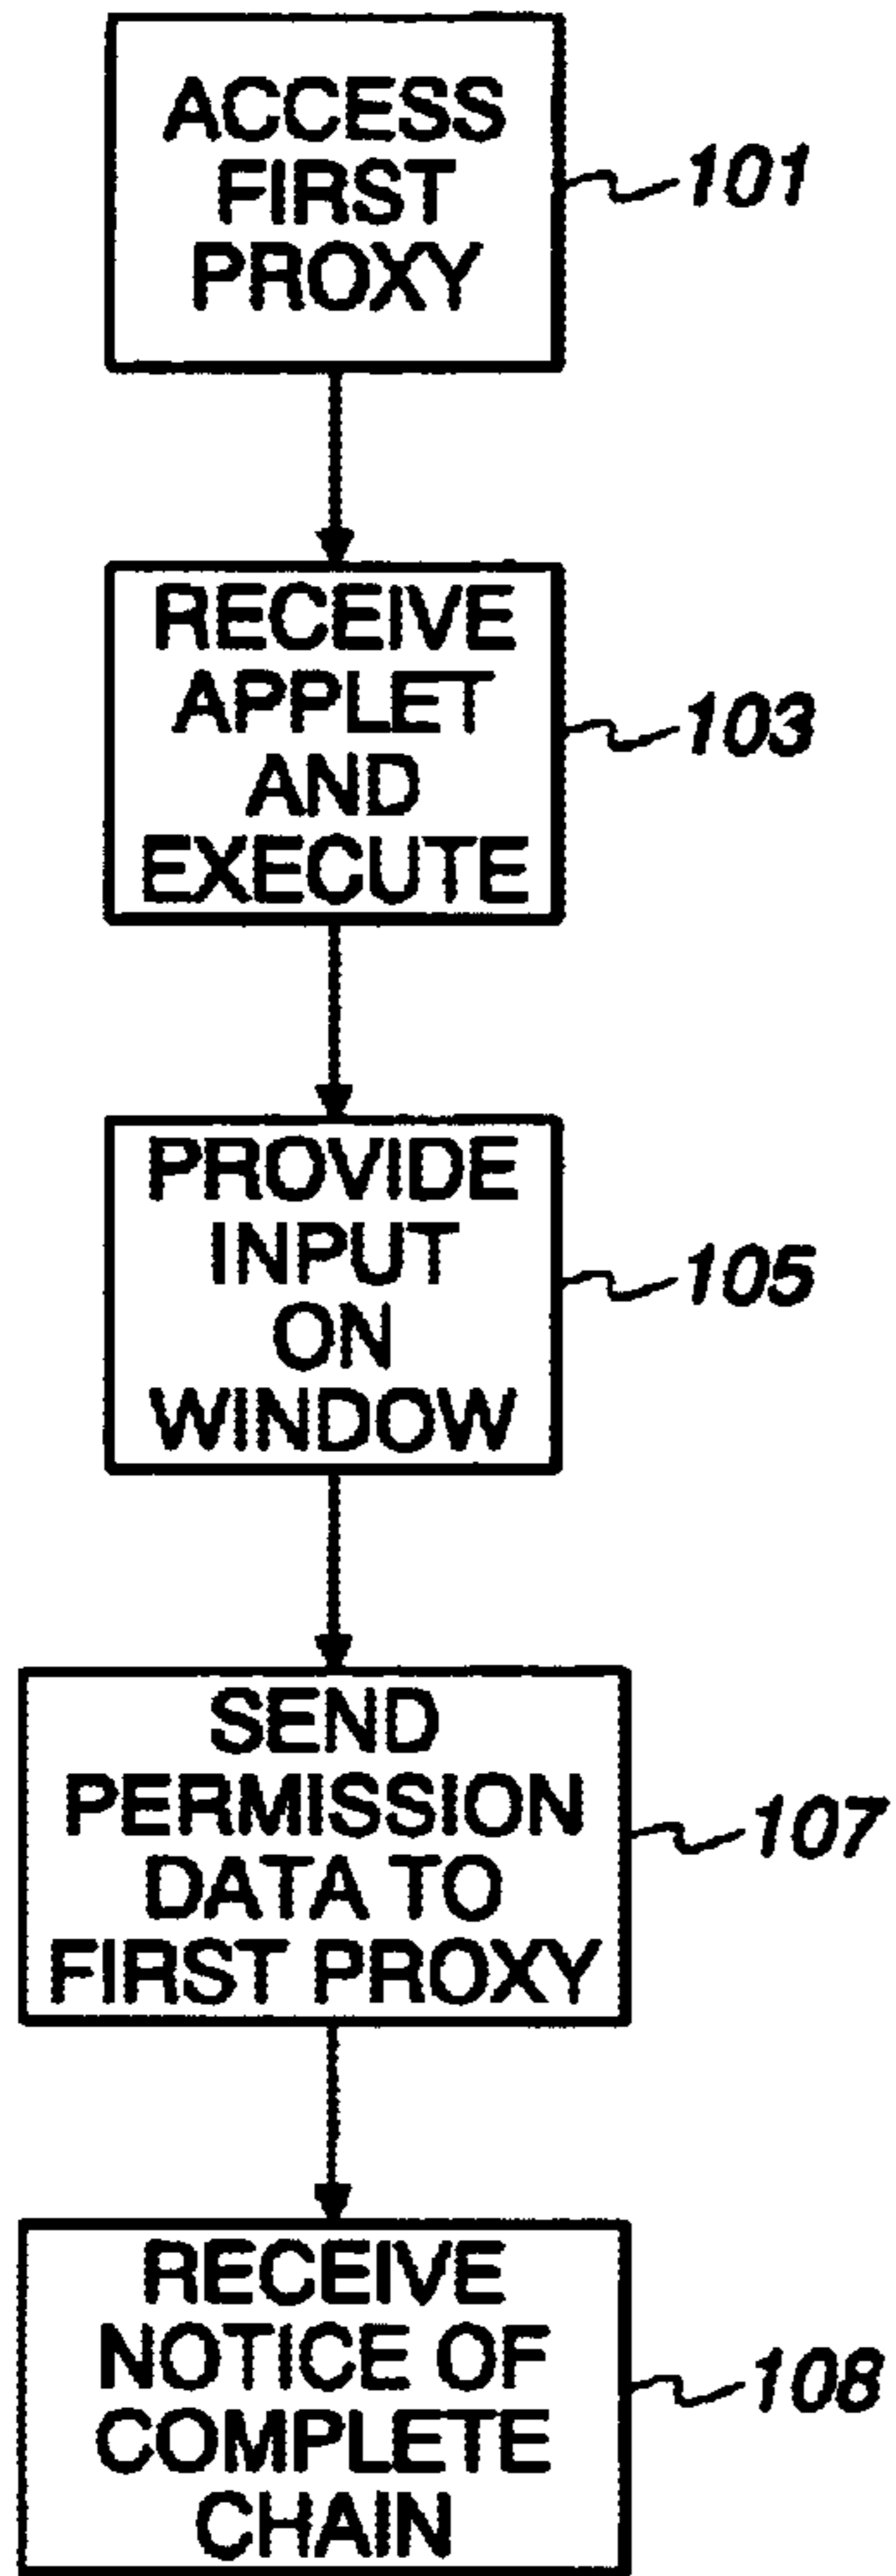 ACCESS
FIRST
PROXY
101
RECEIVE
APPLET
AND
EXECUTE
103
PROVIDE
INPUT
ON
WINDOW
105
SEND
PERMISSION
DATA TO
FIRST PROXY
107
RECEIVE
NOTICE OF
COMPLETE
CHAIN
108